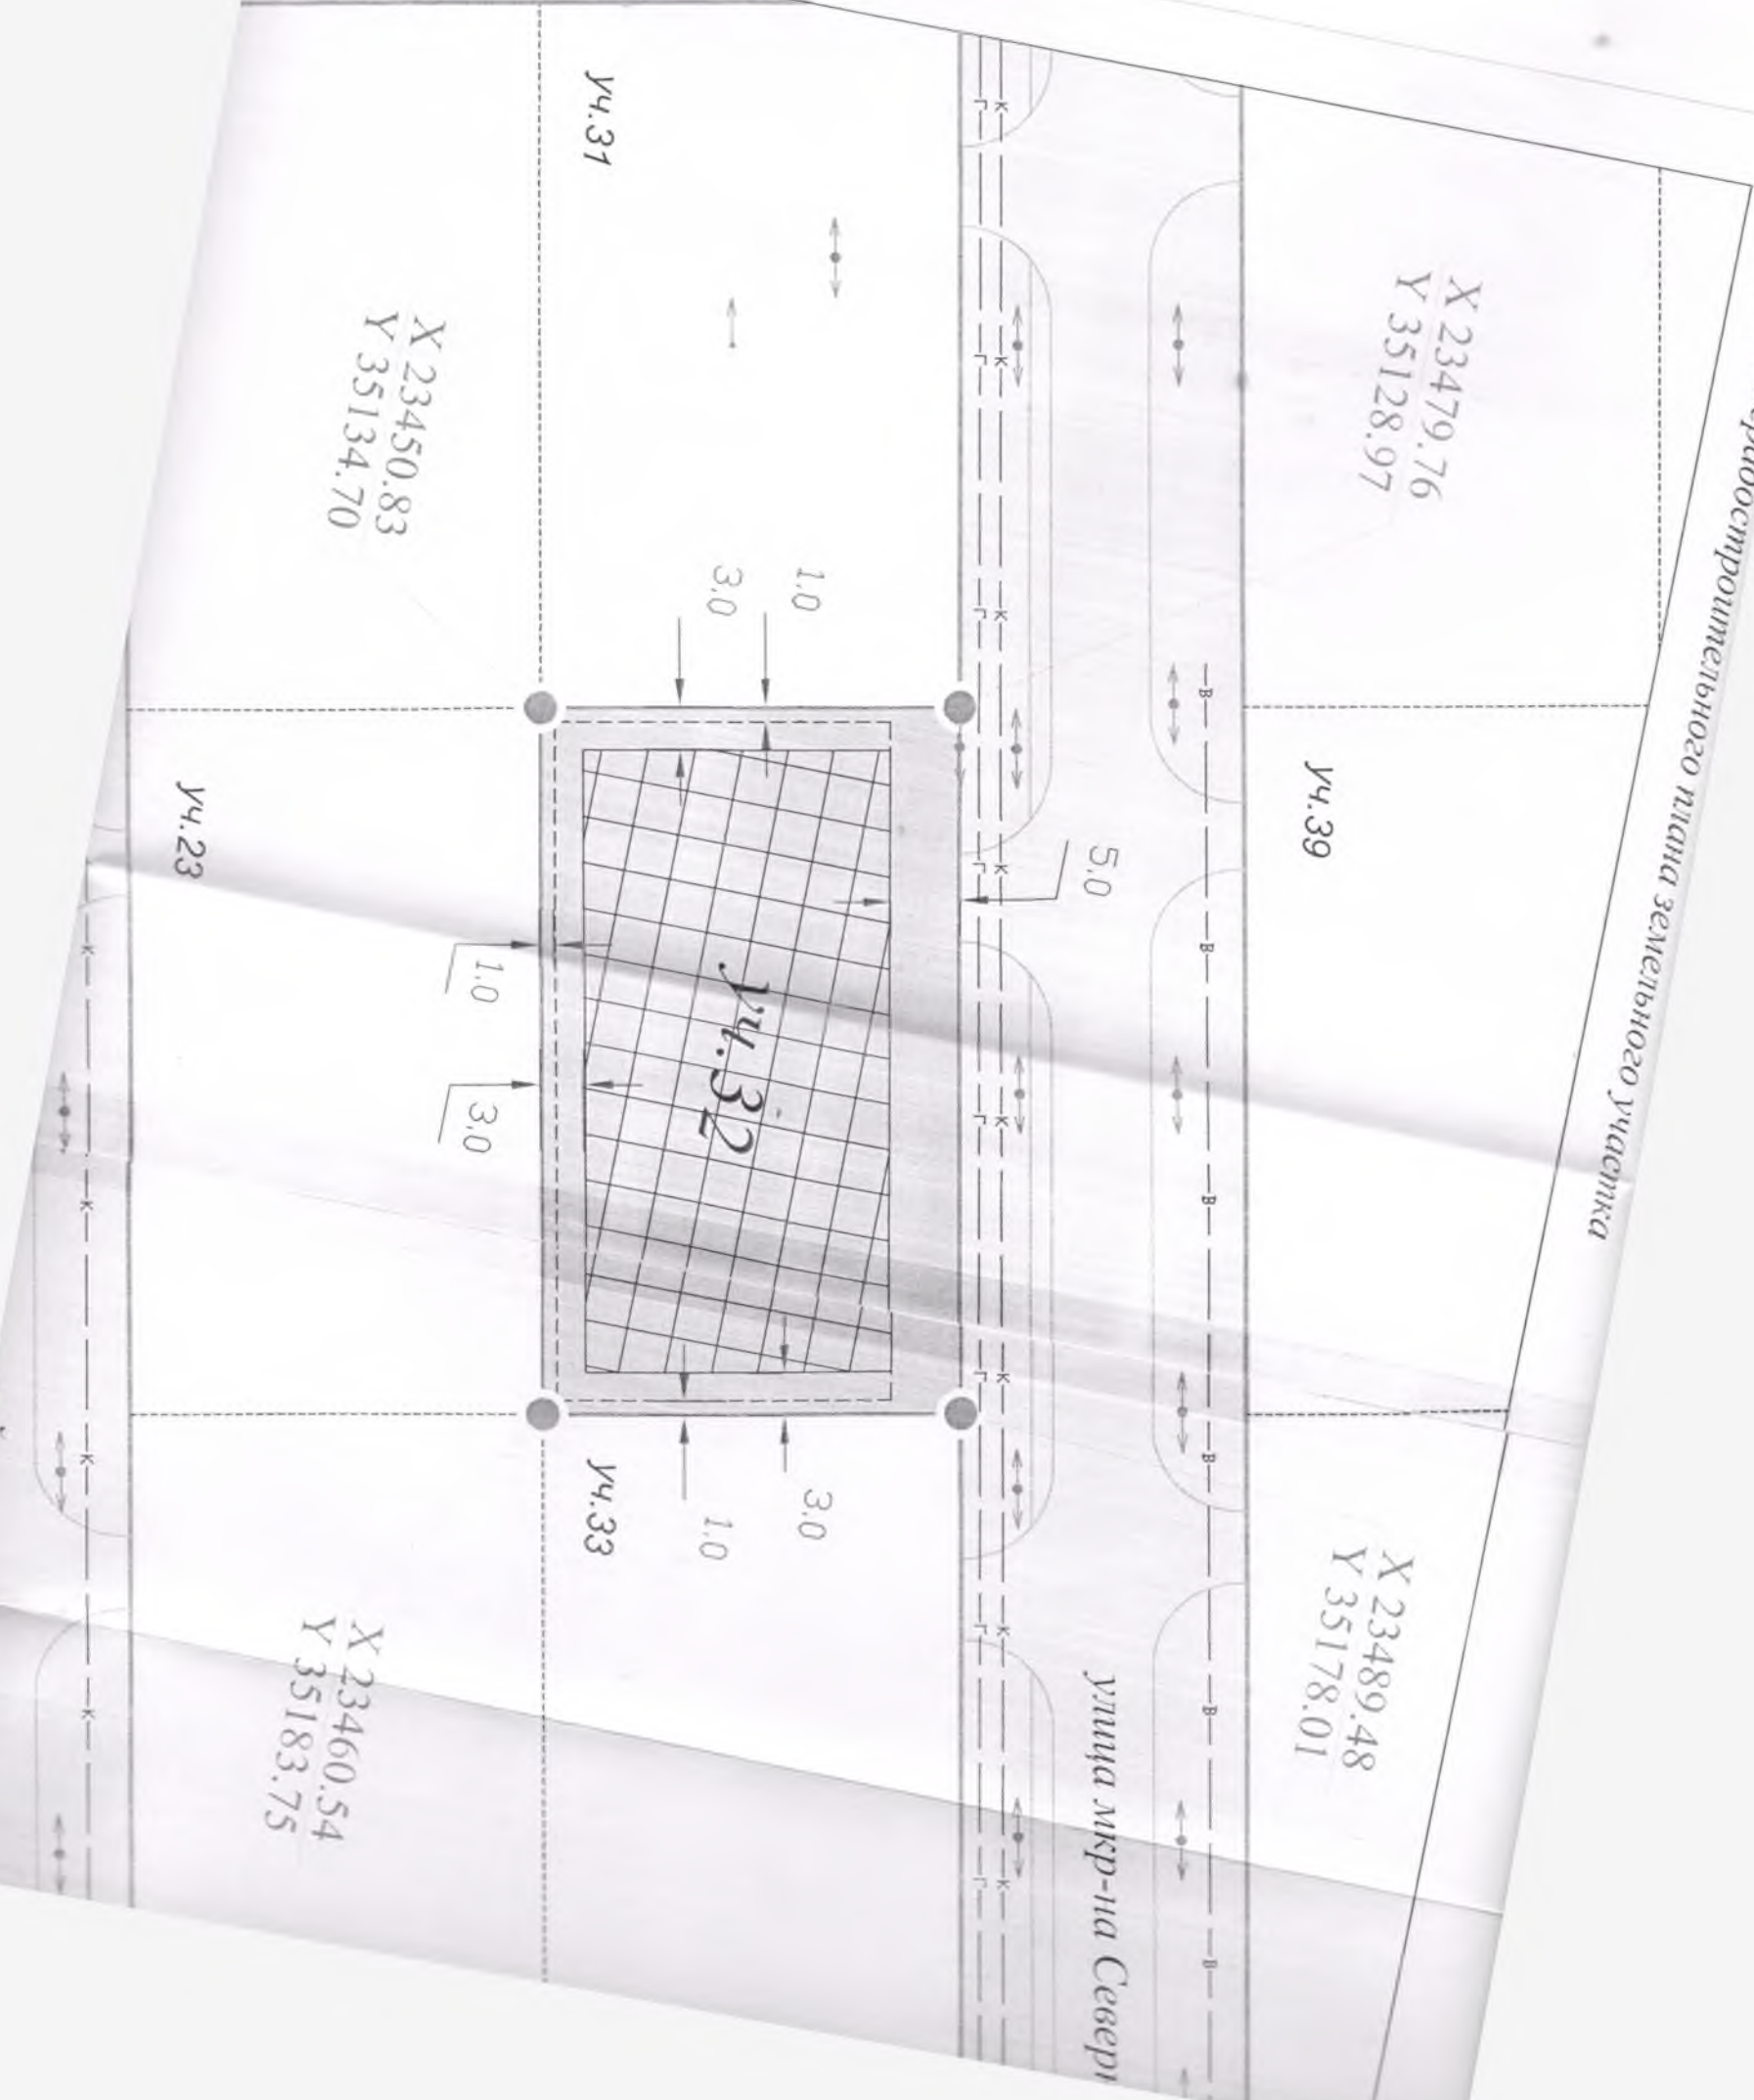 градостроительного плана земельного участка
X 23479.76
Y 35128.97
уч.39
X 23489.48
Y 35178.01
улица мкр-на
К
Г
К
Г
К
Г
К
Г
К
Г
К
Г
К
Г
К
Г
В
В
В
В
В
В
5.0
уч.31
1.0
3.0
уч.32
3.0
1.0
уч.33
1.0
3.0
X 23450.83
Y 35134.70
уч.23
X 23460.54
Y 35183.75
К
К
К
К